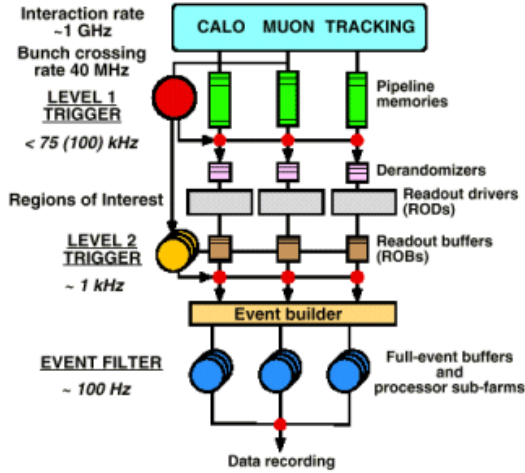 Interaction rate
~1 GHz
CALO MUON TRACKING
Bunch crossing
rate 40 MHz
LEVEL 1
TRIGGER
< 75 (100) kHz
Pipeline
memories
Derandomizers
Regions of Interest
Readout drivers
(RODs)
LEVEL 2
TRIGGER
~ 1 kHz
Readout buffers
(ROBs)
Event builder
EVENT FILTER
~ 100 Hz
Full-event buffers
and
processor sub-farms
Data recording